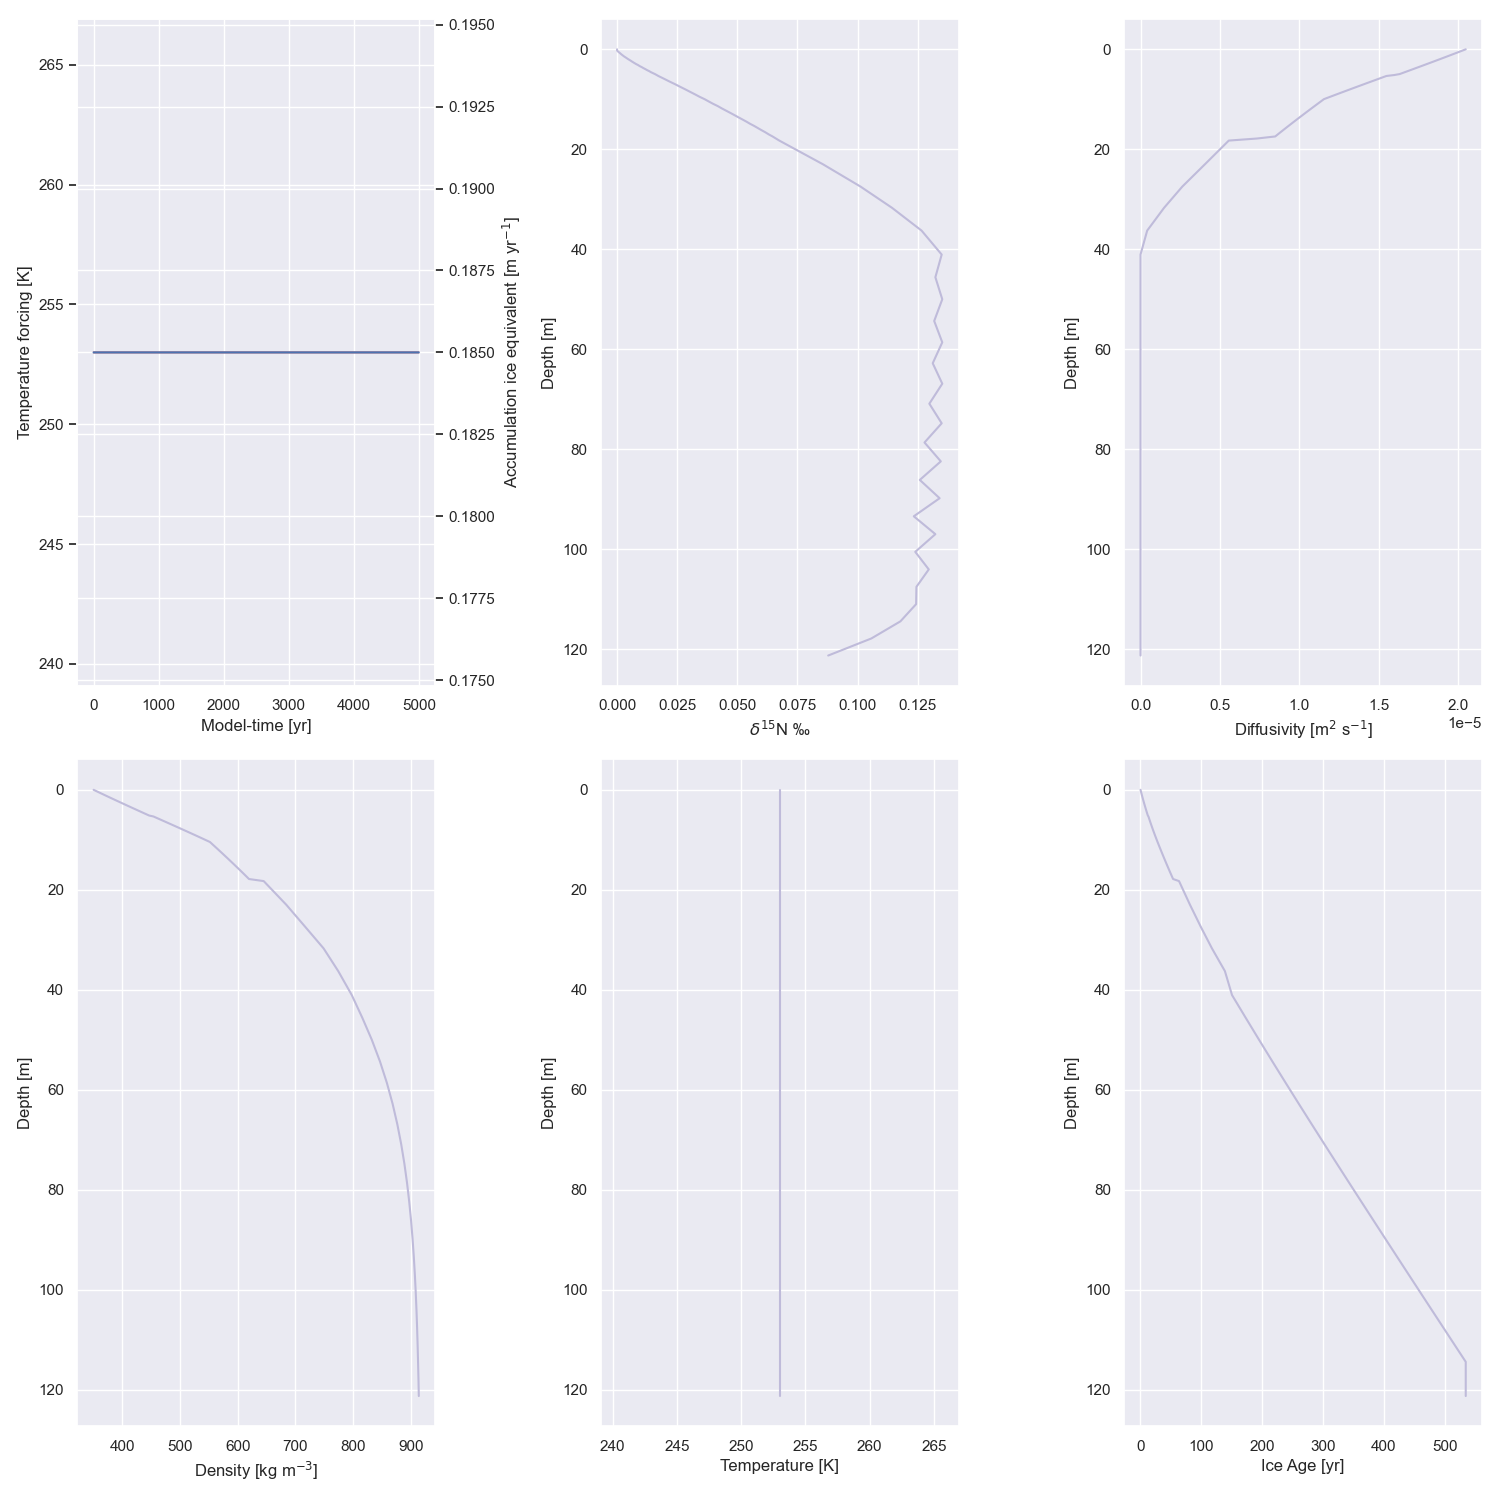 0.1950
0.1925
0.1900
0.1875
0.1850
0.1825
0.1800
0.1775
0.1750
265
260
255
250
245
240
0 1000 2000 3000 4000 5000
Model-time [yr]
Temperature forcing [K]
Accumulation ice equivalent [m yr⁻¹]
0
20
40
60
80
100
120
0.000 0.025 0.050 0.075 0.100 0.125
δ¹⁵N ‰
Depth [m]
0
20
40
60
80
100
120
0.0 0.5 1.0 1.5 2.0
1e−5
Diffusivity [m² s⁻¹]
Depth [m]
0
20
40
60
80
100
120
400 500 600 700 800 900
Density [kg m⁻³]
Depth [m]
0
20
40
60
80
100
120
240 245 250 255 260 265
Temperature [K]
Depth [m]
0
20
40
60
80
100
120
0 100 200 300 400 500
Ice Age [yr]
Depth [m]